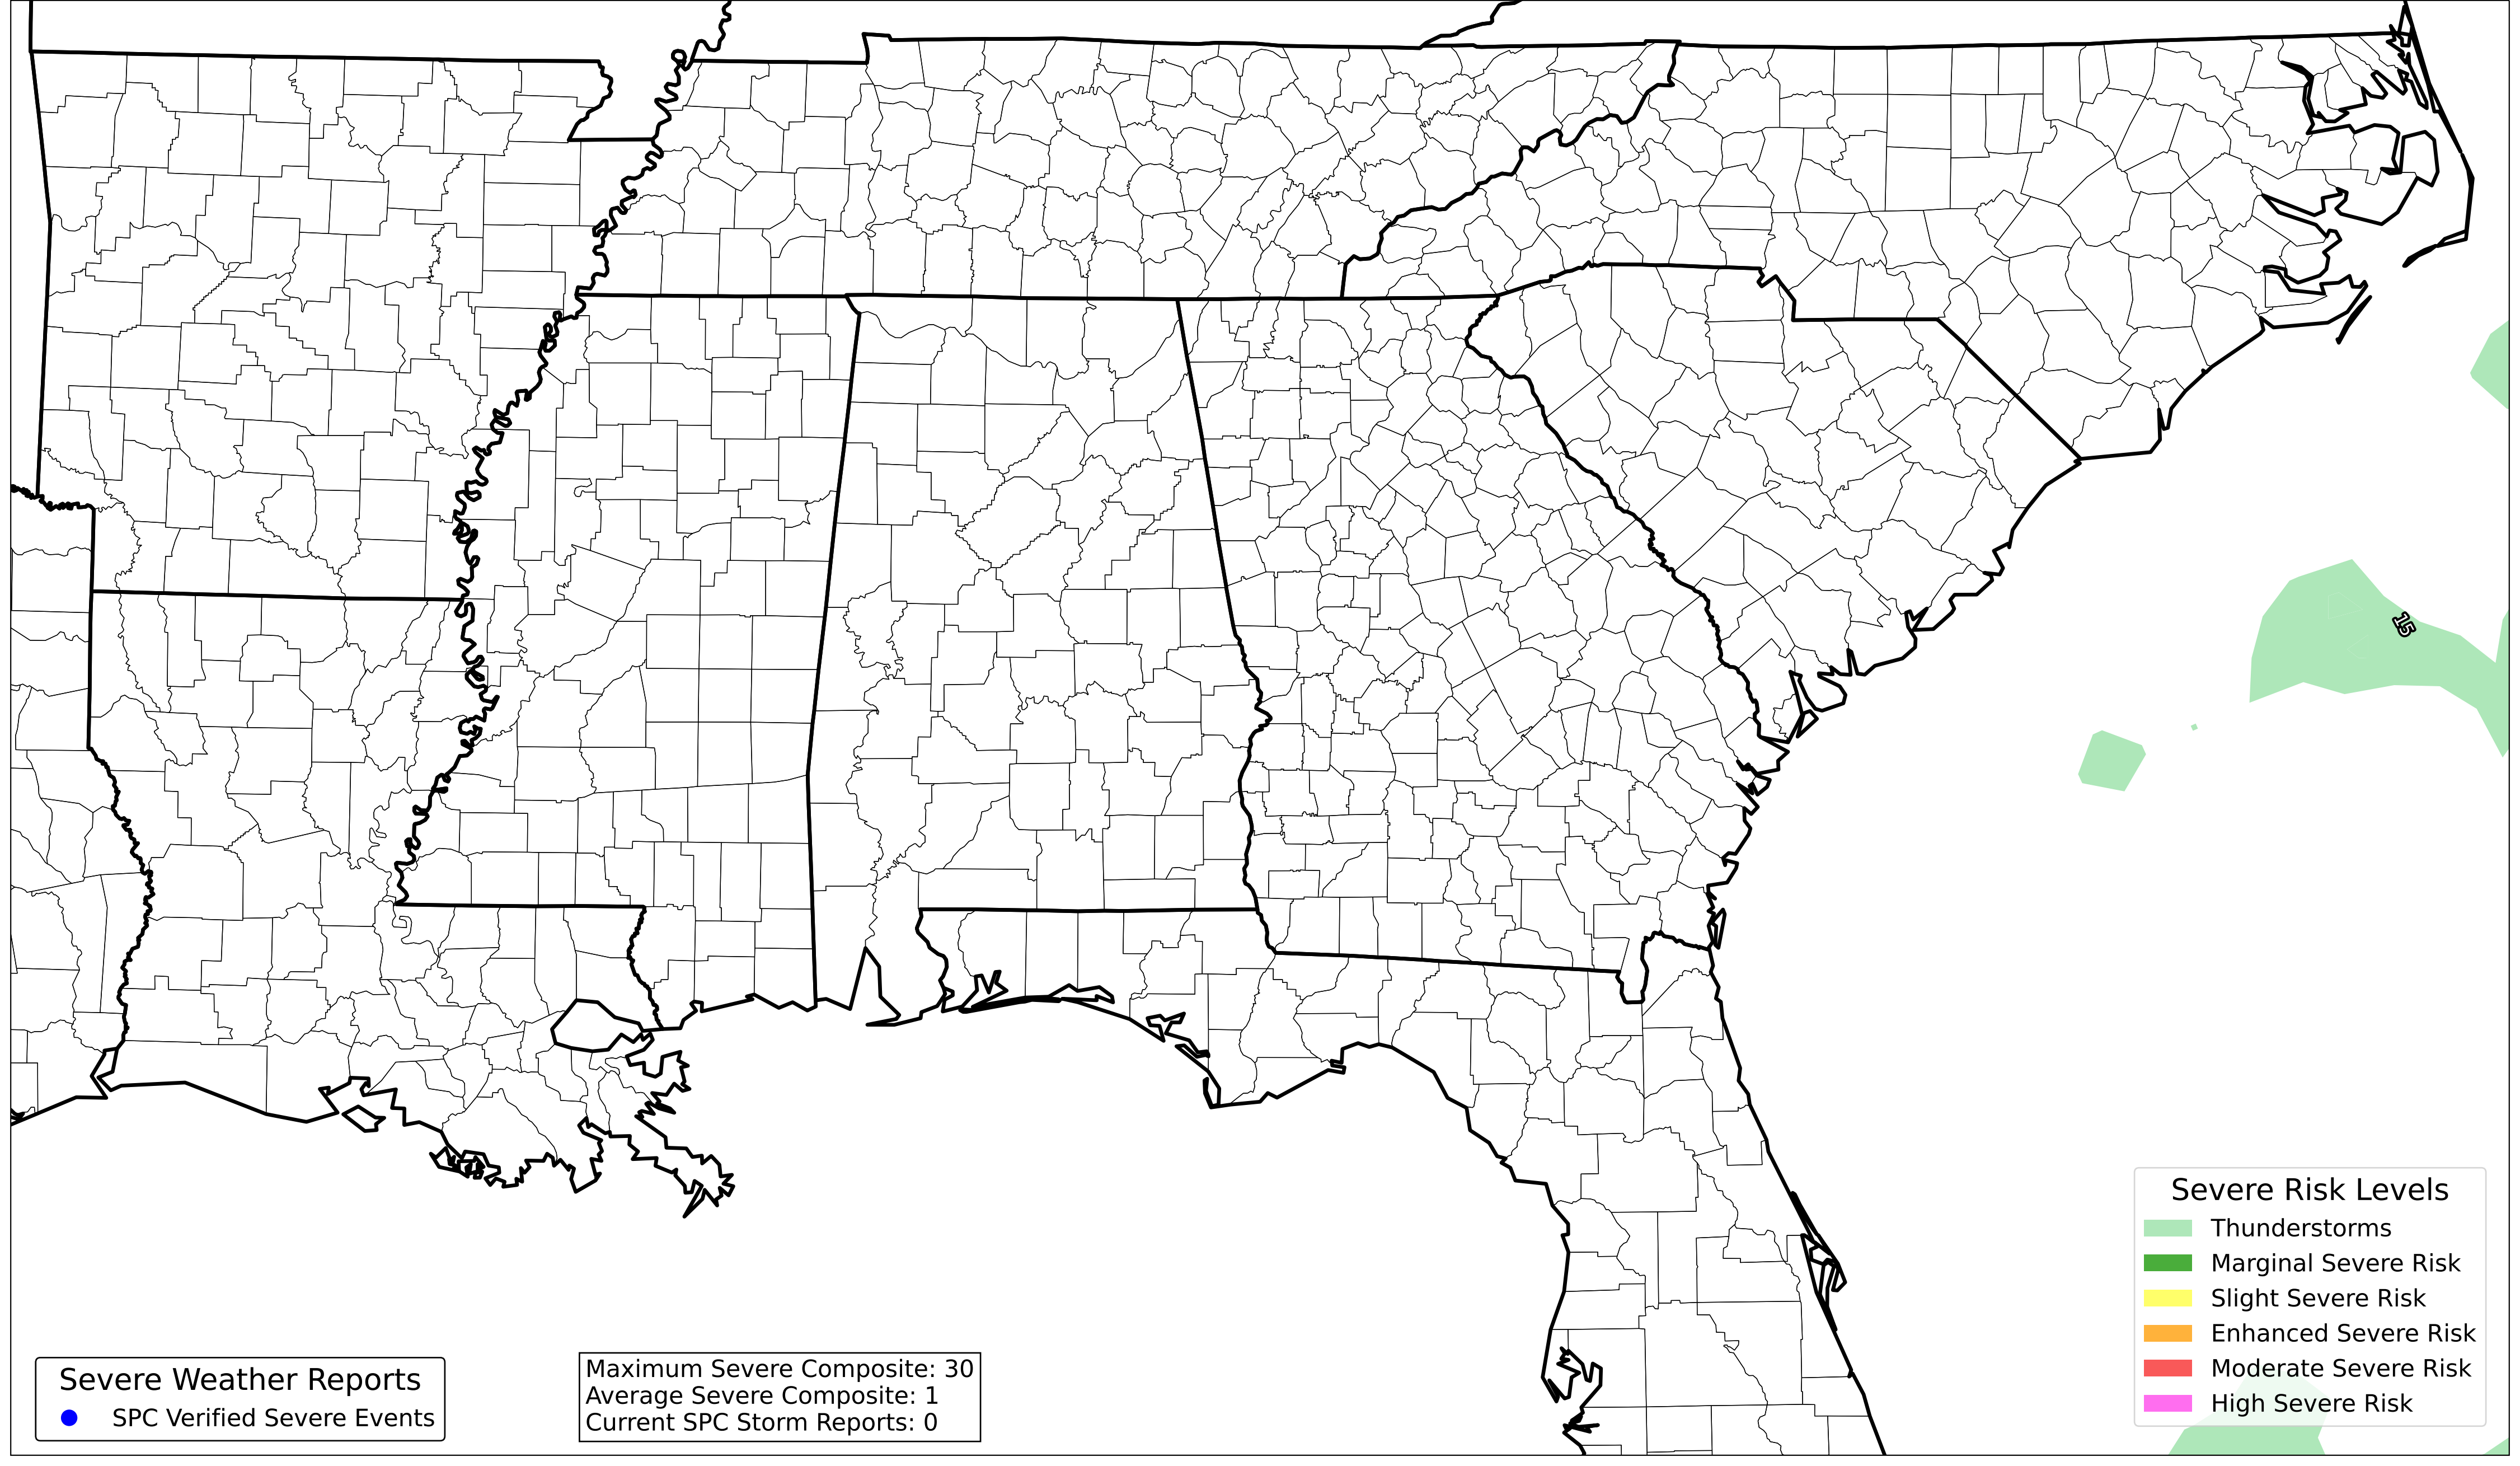 15
Severe Risk Levels
Thunderstorms
Marginal Severe Risk
Slight Severe Risk
Enhanced Severe Risk
Moderate Severe Risk
High Severe Risk
Severe Weather Reports
SPC Verified Severe Events
Maximum Severe Composite: 30
Average Severe Composite: 1
Current SPC Storm Reports: 0